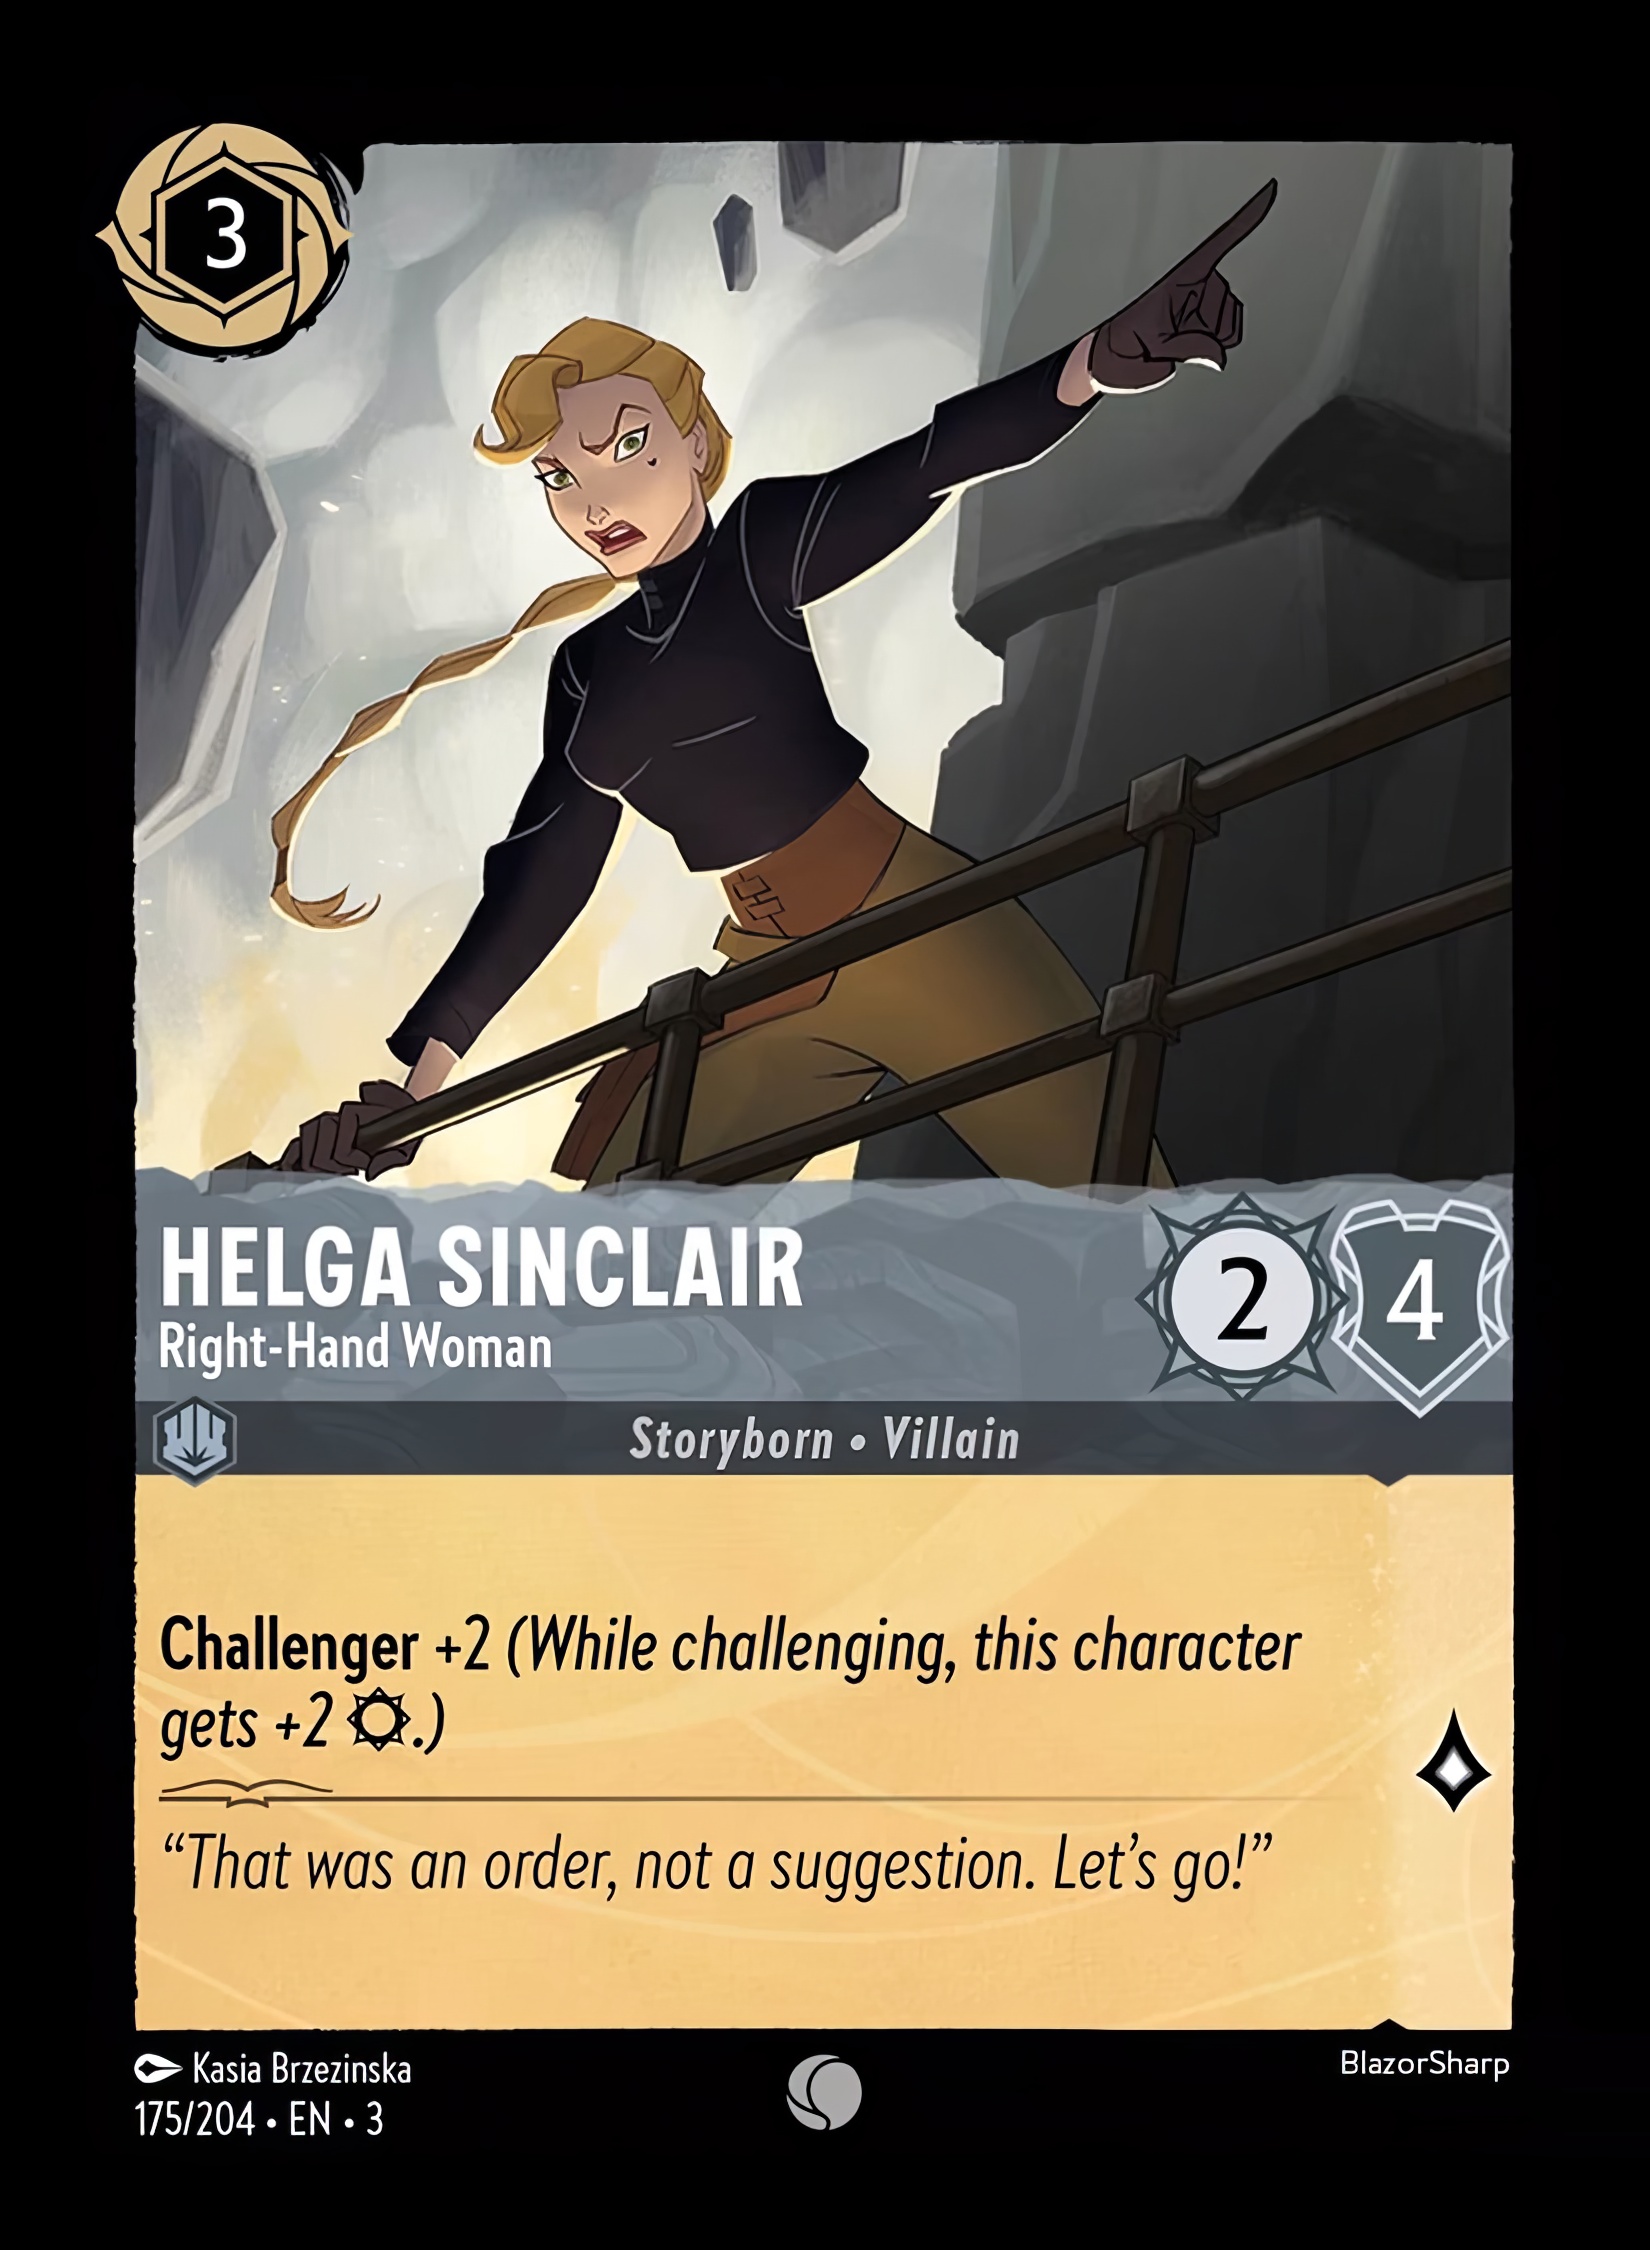 3
HELGA SINCLAIR
Right-Hand Woman
2
4
Storyborn • Villain
Challenger +2 (While challenging, this character
gets +2 .)
“That was an order, not a suggestion. Let’s go!”
Kasia Brzezinska
175/204 • EN • 3
BlazorSharp